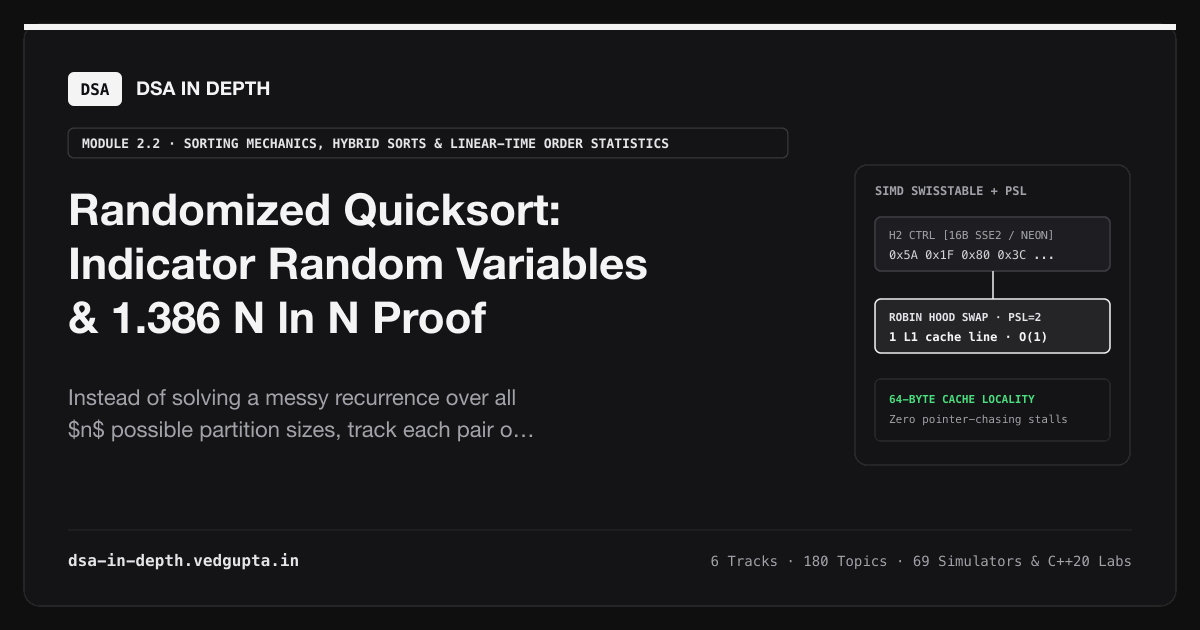 DSA
DSA IN DEPTH
MODULE 2.2 · SORTING MECHANICS, HYBRID SORTS & LINEAR-TIME ORDER STATISTICS
Randomized Quicksort:
Indicator Random Variables
& 1.386 N ln N Proof
Instead of solving a messy recurrence over all
$n$ possible partition sizes, track each pair o…
SIMD SWISSTABLE + PSL
H2 CTRL [16B SSE2 / NEON]
0x5A 0x1F 0x80 0x3C ...
ROBIN HOOD SWAP · PSL=2
1 L1 cache line · O(1)
64-BYTE CACHE LOCALITY
Zero pointer-chasing stalls
dsa-in-depth.vedgupta.in
6 Tracks · 180 Topics · 69 Simulators & C++20 Labs